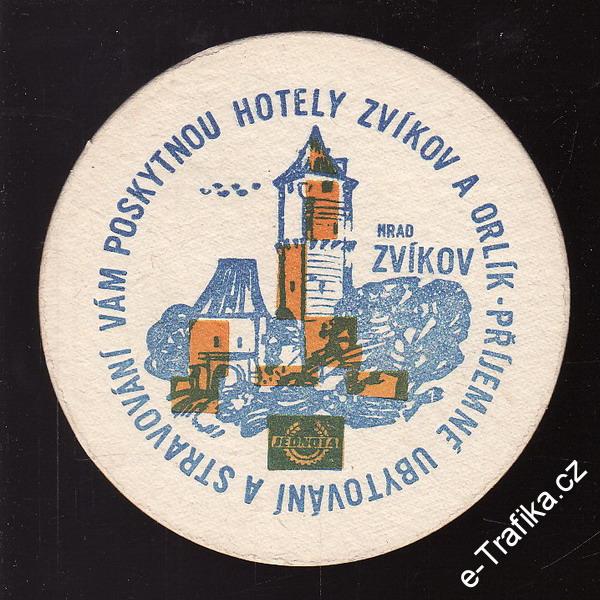 PŘÍJEMNÉ UBYTOVÁNÍ A STRAVOVÁNÍ VÁM POSKYTNOU HOTELY ZVÍKOV A ORLÍK -
HRAD
ZVÍKOV
JEDNOTA
e-Trafika.cz